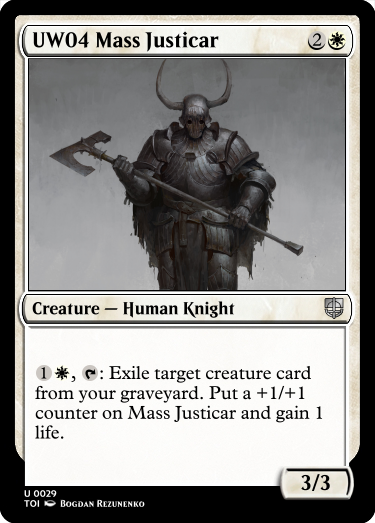 UW04 Mass Justicar 2
Creature — Human Knight
1 , : Exile target creature card
from your graveyard. Put a +1/+1
counter on Mass Justicar and gain 1
life.
3/3
U 0029
TOI Bogdan Rezunenko